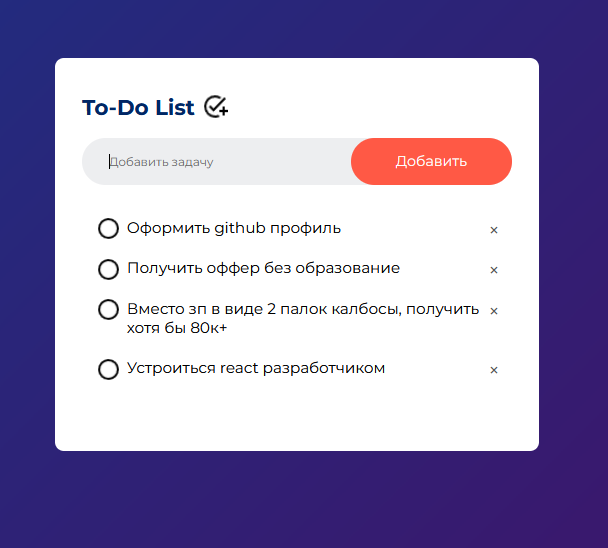 To-Do List
Добавить задачу
Добавить
Оформить github профиль
×
Получить оффер без образование
×
Вместо зп в виде 2 палок калбосы, получить
хотя бы 80к+
×
Устроиться react разработчиком
×